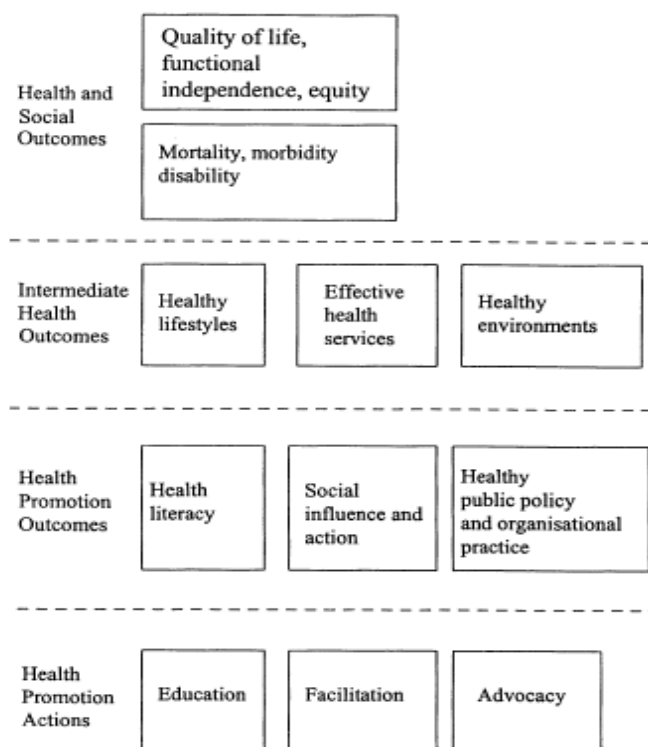 Health and
Social
Outcomes
Quality of life,
functional
independence, equity
Mortality, morbidity
disability
Intermediate
Health
Outcomes
Healthy
lifestyles
Effective
health
services
Healthy
environments
Health
Promotion
Outcomes
Health
literacy
Social
influence and
action
Healthy
public policy
and organisational
practice
Health
Promotion
Actions
Education
Facilitation
Advocacy